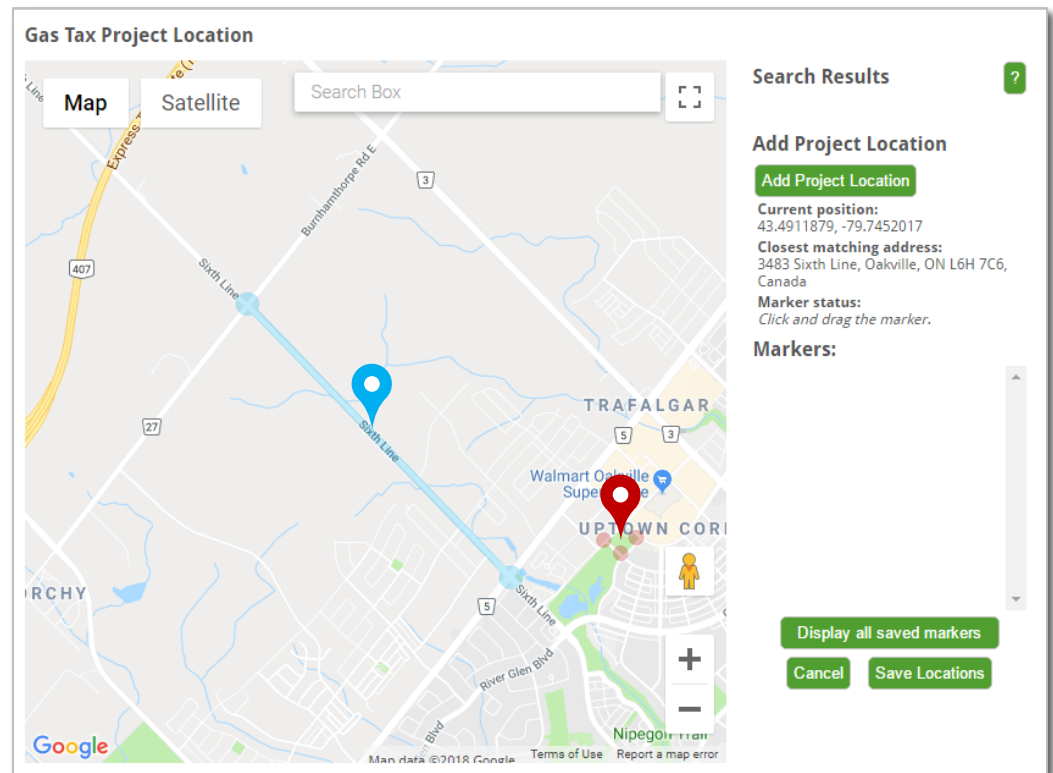 Gas Tax Project Location
Map
Satellite
Search Box
Search Results
?
Add Project Location
Add Project Location
Current position:
43.4911879, -79.7452017
Closest matching address:
3483 Sixth Line, Oakville, ON L6H 7C6,
Canada
Marker status:
Click and drag the marker.
Markers:
Display all saved markers
Cancel
Save Locations
Line
Express
Burnhamthorpe Rd E
3
407
Sixth Line
27
Sixth Line
TRAFALGAR
5
3
Walmart Oakville
UPTOWN COR
RCHY
5
Sixth Line
River Glen Blvd
Blvd
Nipegon Trail
Google
Map data ©2018 Google
Terms of Use
Report a map error